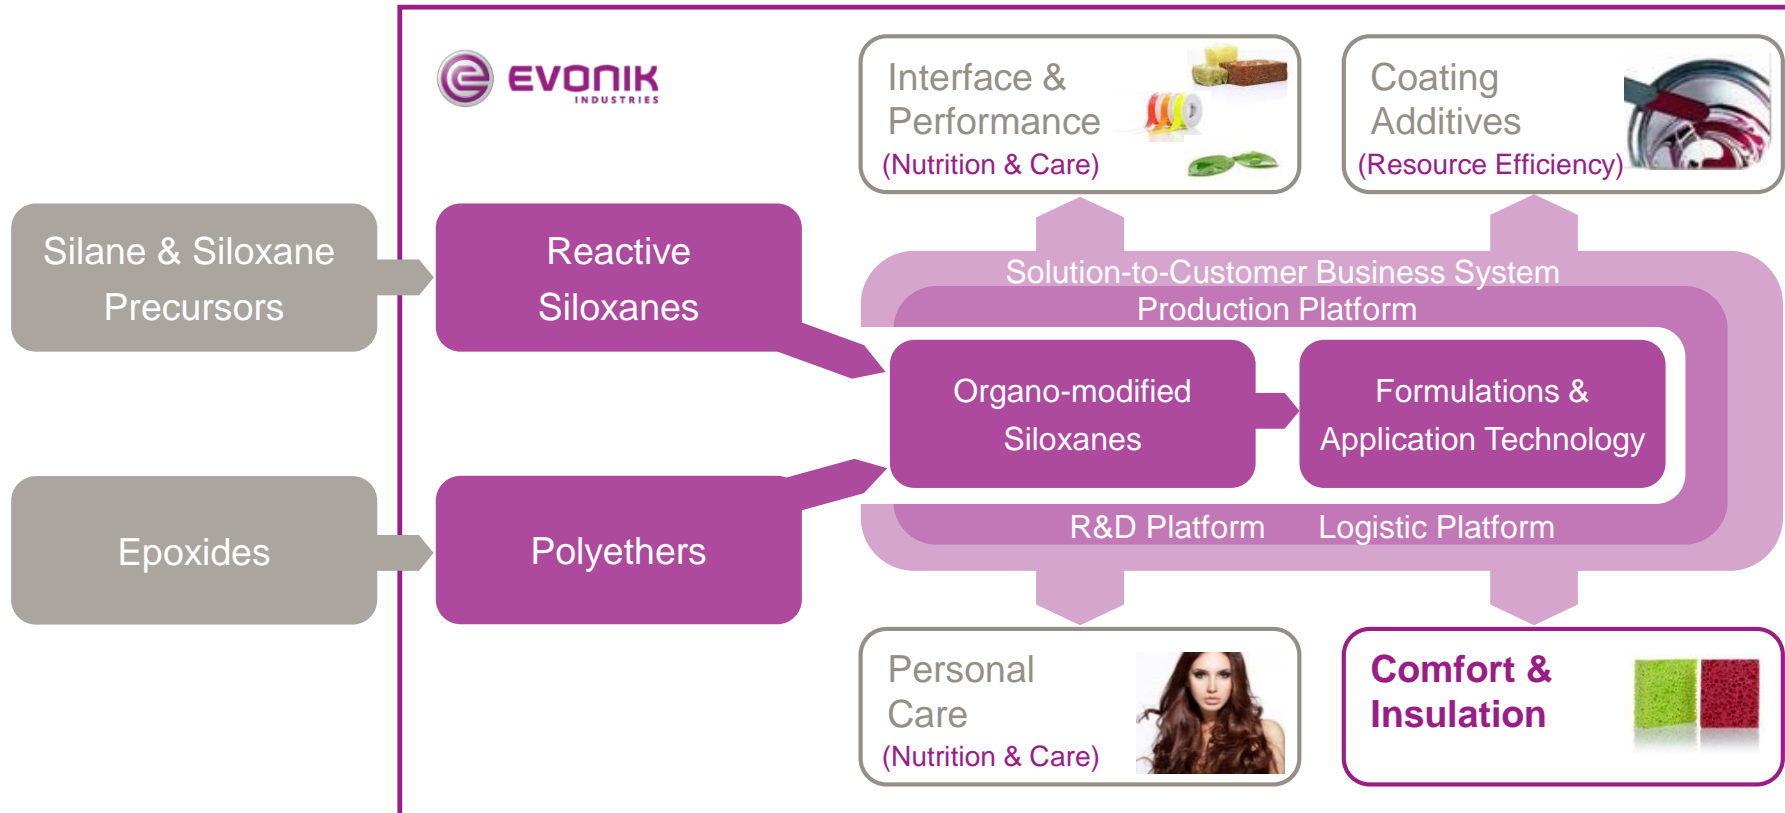 EVONIK
INDUSTRIES
Interface &
Performance
(Nutrition & Care)
Coating
Additives
(Resource Efficiency)
Silane & Siloxane
Precursors
Reactive
Siloxanes
Solution-to-Customer Business System
Production Platform
Organo-modified
Siloxanes
Formulations &
Application Technology
Epoxides
Polyethers
R&D Platform
Logistic Platform
Personal
Care
(Nutrition & Care)
Comfort &
Insulation